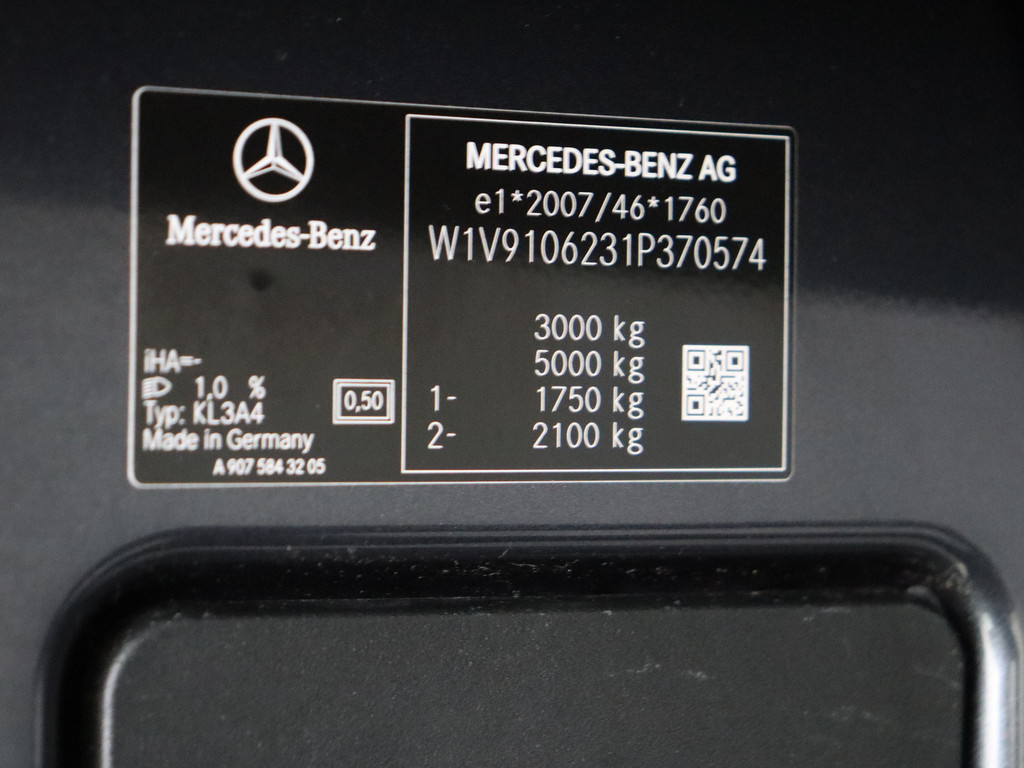 Mercedes-Benz
iHA=-
1,0 %
Typ: KL3A4
Made in Germany
A 907 584 32 05
0,50
MERCEDES-BENZ AG
e1*2007/46*1760
W1V9106231P370574
3000 kg
5000 kg
1- 1750 kg
2- 2100 kg